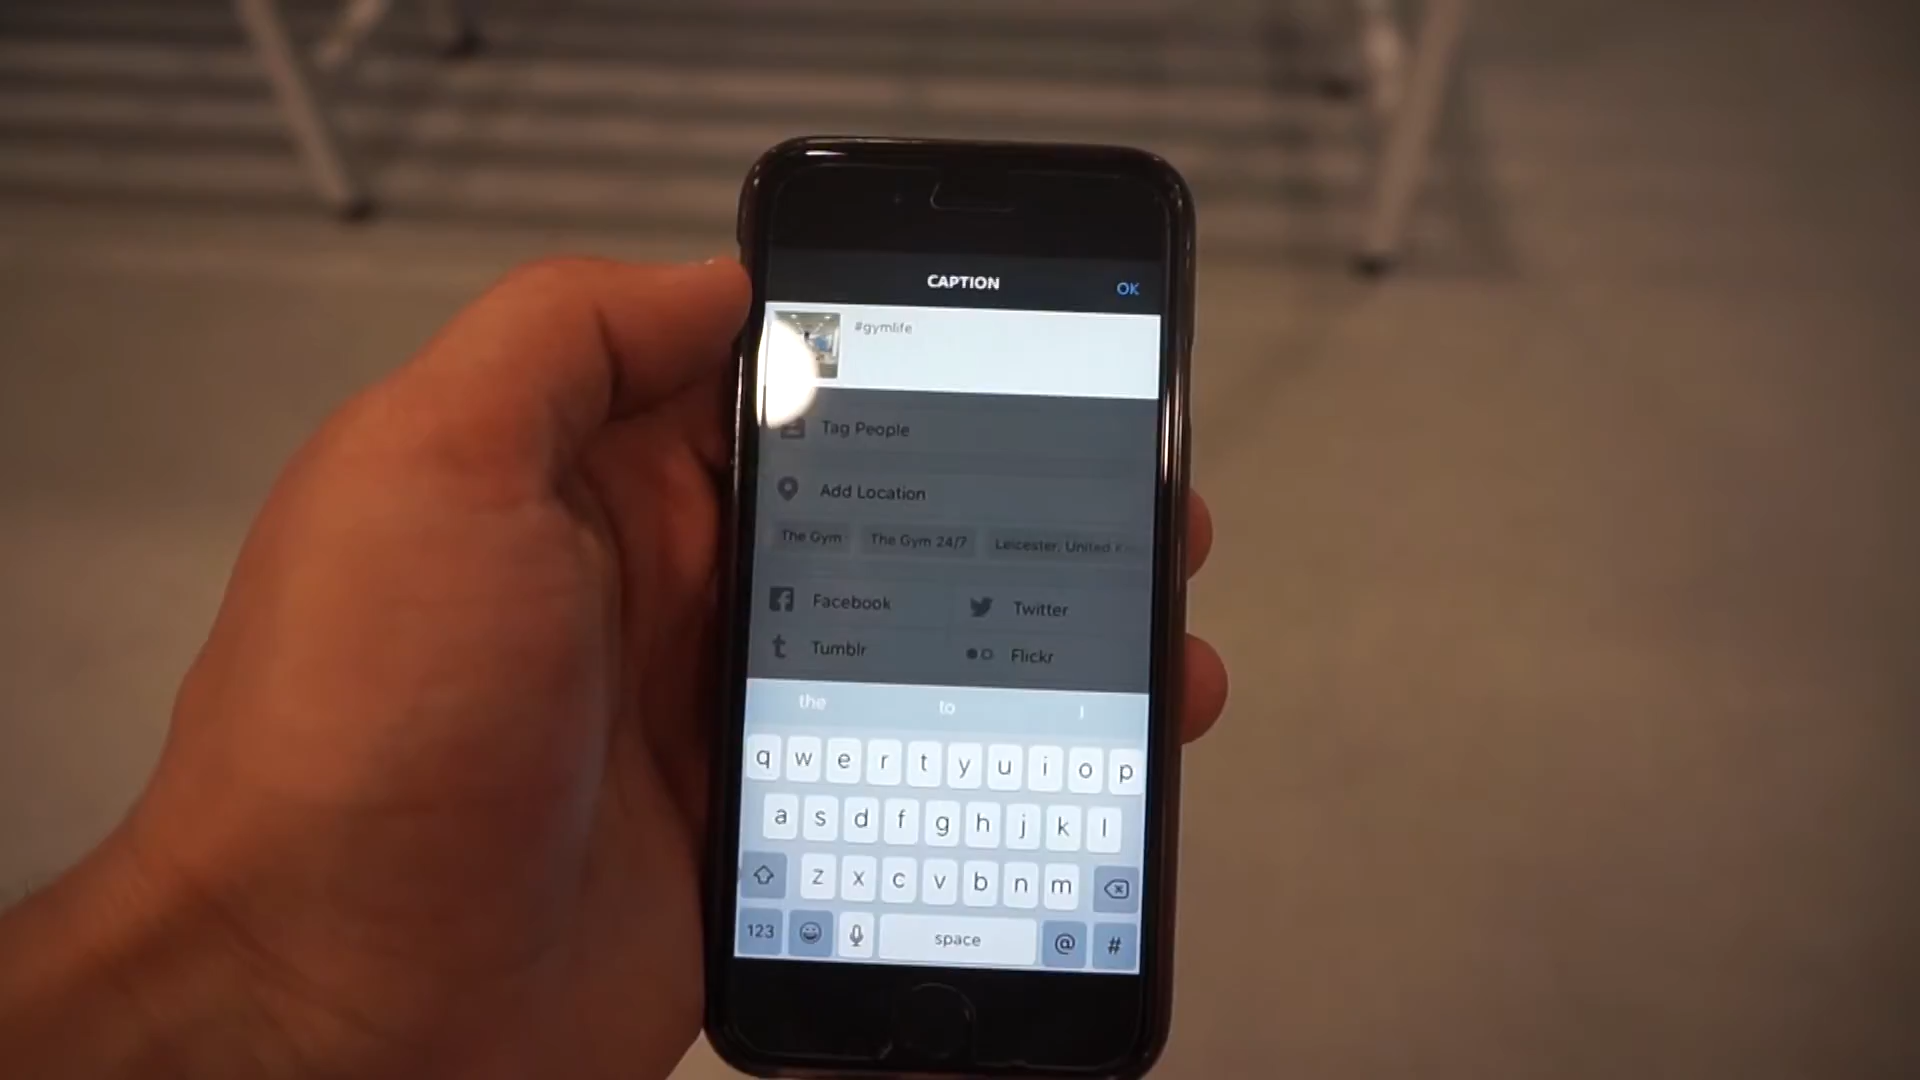 CAPTION OK
#gymlife
Tag People
Add Location
The Gym The Gym 24/7 Leicester, United
Facebook Twitter
Tumblr Flickr
the to I
q w e r t y u i o p
a s d f g h j k l
z x c v b n m
123 space @ #